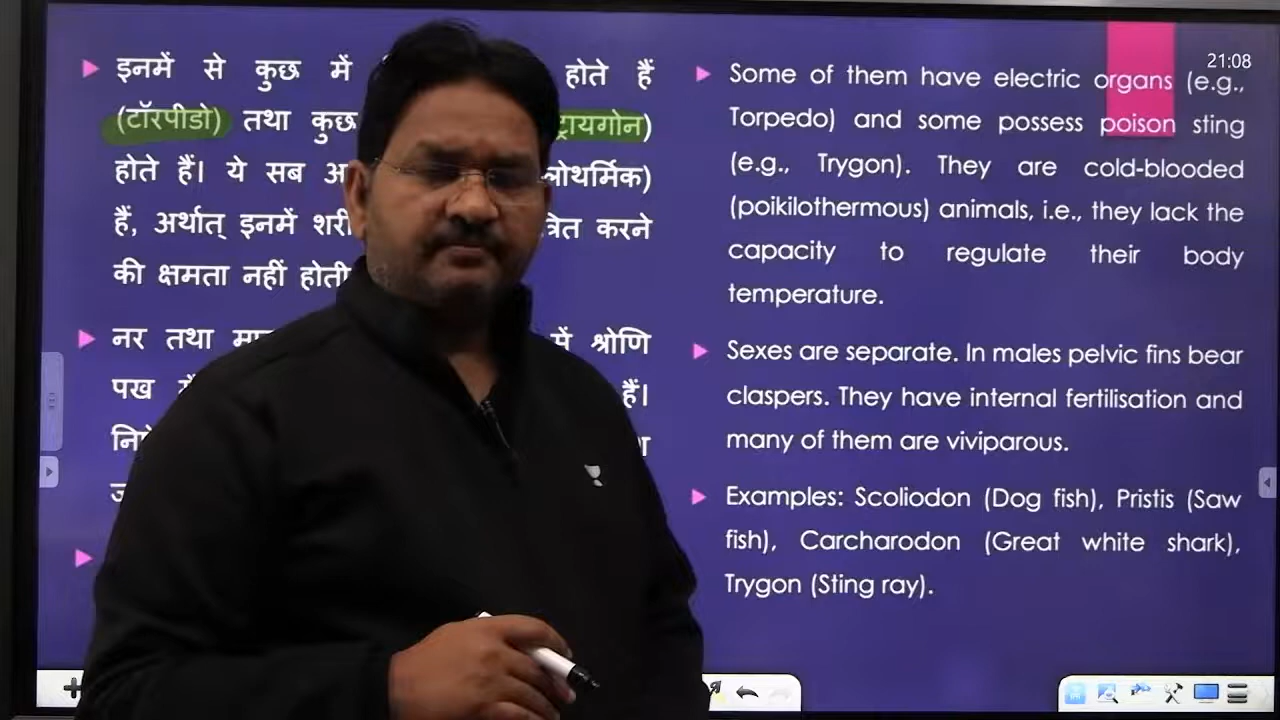 इनमें से कुछ में होते हैं
(टॉरपीडो) तथा कुछ ट्रायगोन)
होते हैं। ये सब
हैं, अर्थात् इनमें करने
की क्षमता नहीं होती
नर तथा में श्रोणि
पख हैं।
21:08
Some of them have electric organs (e.g.,
Torpedo) and some possess poison sting
(e.g., Trygon). They are cold-blooded
(poikilothermous) animals, i.e., they lack the
capacity to regulate their body
temperature.
Sexes are separate. In males pelvic fins bear
claspers. They have internal fertilisation and
many of them are viviparous.
Examples: Scoliodon (Dog fish), Pristis (Saw
fish), Carcharodon (Great white shark),
Trygon (Sting ray).